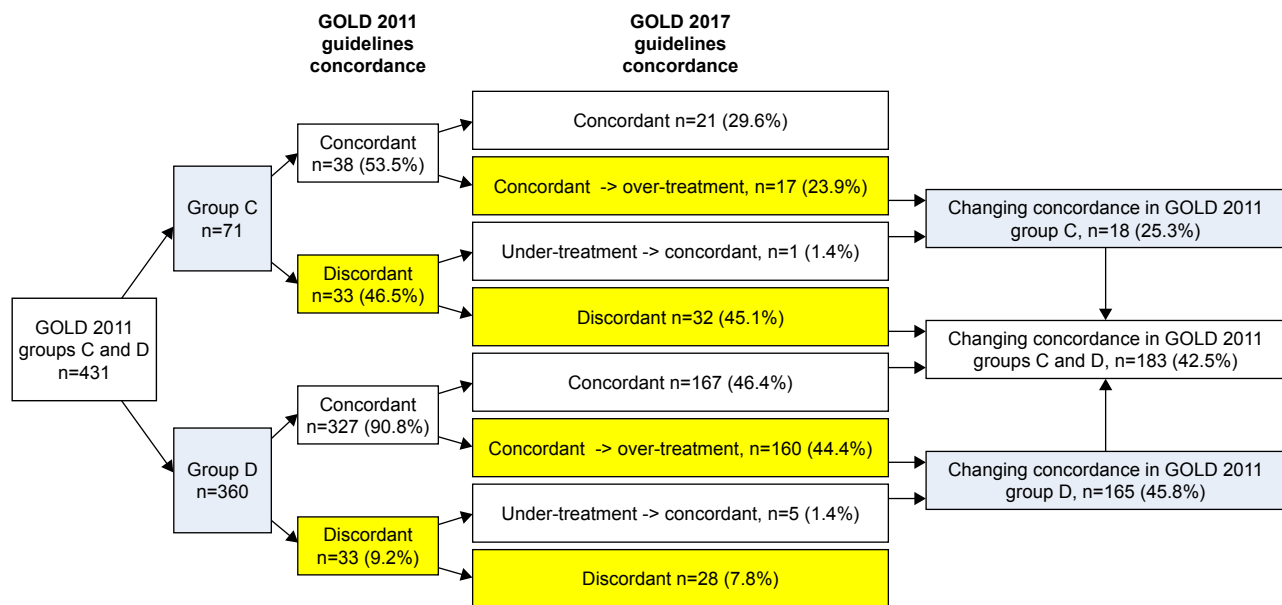 GOLD 2011
guidelines
concordance
GOLD 2017
guidelines
concordance
GOLD 2011
groups C and D
n=431
Group C
n=71
Group D
n=360
Concordant
n=38 (53.5%)
Discordant
n=33 (46.5%)
Concordant
n=327 (90.8%)
Discordant
n=33 (9.2%)
Concordant n=21 (29.6%)
Concordant -> over-treatment, n=17 (23.9%)
Under-treatment -> concordant, n=1 (1.4%)
Discordant n=32 (45.1%)
Concordant n=167 (46.4%)
Concordant -> over-treatment, n=160 (44.4%)
Under-treatment -> concordant, n=5 (1.4%)
Discordant n=28 (7.8%)
Changing concordance in GOLD 2011
group C, n=18 (25.3%)
Changing concordance in GOLD 2011
groups C and D, n=183 (42.5%)
Changing concordance in GOLD 2011
group D, n=165 (45.8%)